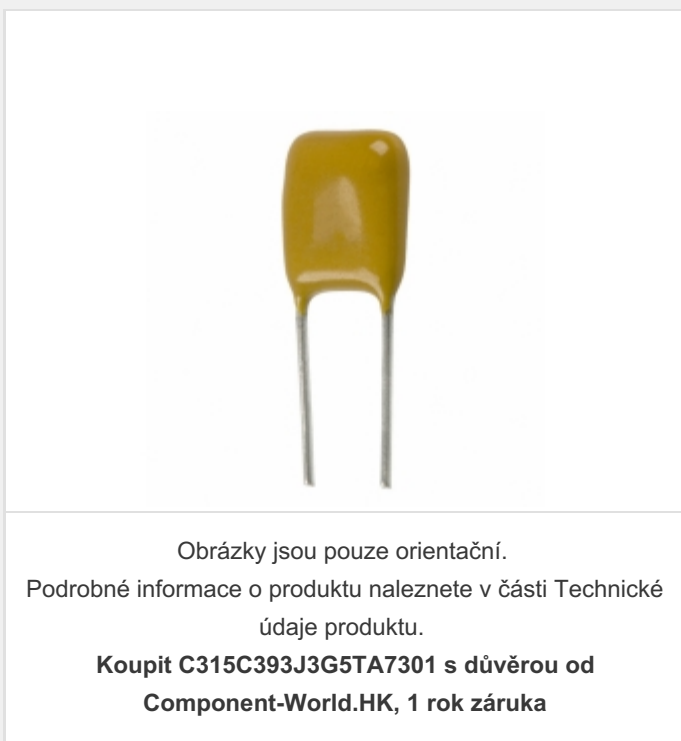 Obrázky jsou pouze orientační.
Podrobné informace o produktu naleznete v části Technické
údaje produktu.
Koupit C315C393J3G5TA7301 s důvěrou od
Component-World.HK, 1 rok záruka